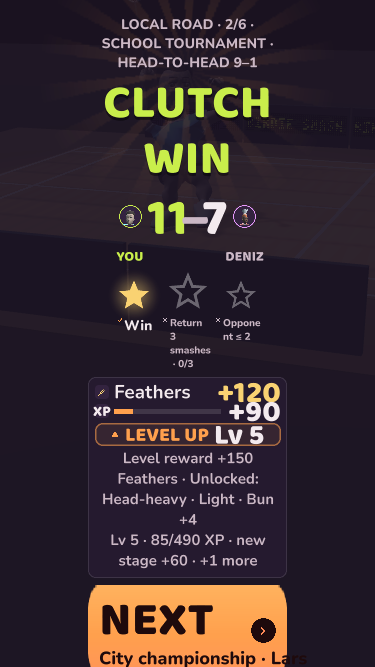 LOCAL ROAD · 2/6 ·
SCHOOL TOURNAMENT ·
HEAD-TO-HEAD 9–1
CLUTCH
WIN
11–7
YOU DENIZ
Win
Return
3
smashes
· 0/3
Oppone
nt ≤ 2
Feathers +120
XP +90
LEVEL UP Lv 5
Level reward +150
Feathers · Unlocked:
Head-heavy · Light · Bun
+4
Lv 5 · 85/490 XP · new
stage +60 · +1 more
NEXT
City championship · Lars